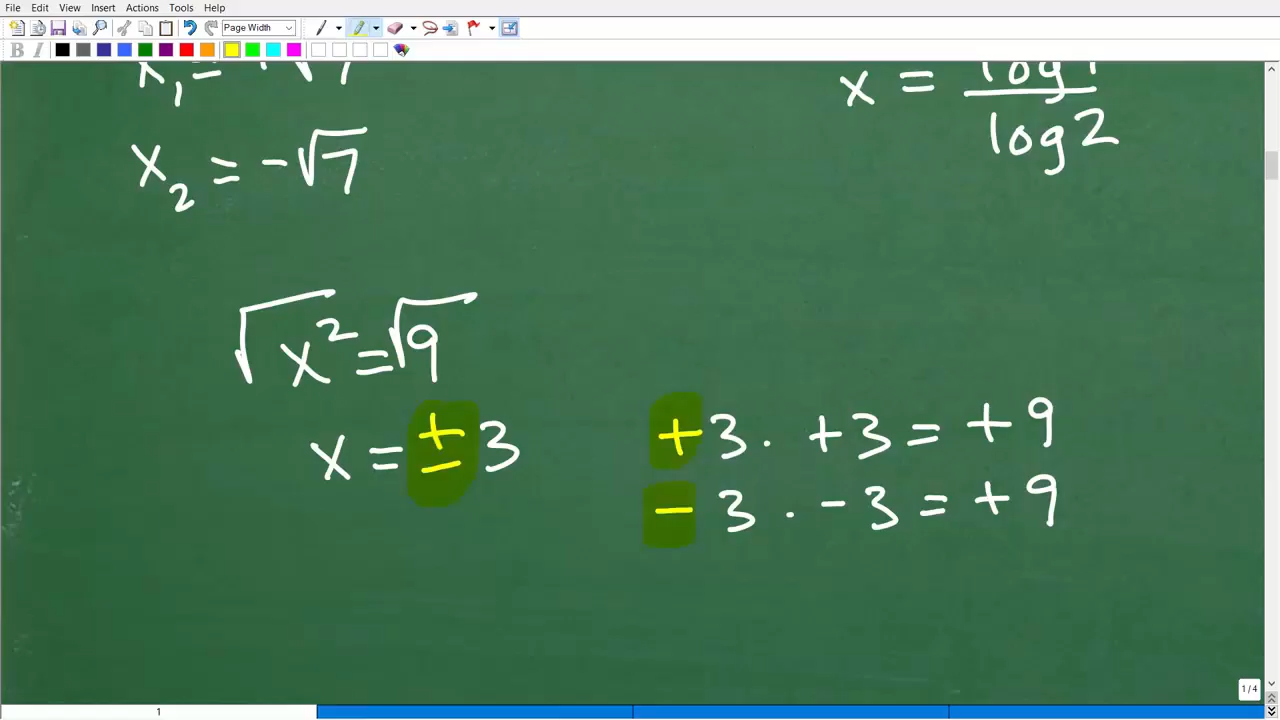 File Edit View Insert Actions Tools Help
Page Width
B I
x₂ = -√7
x =
log2
√x² = √9
x = ± 3
+3 · +3 = +9
- 3 · -3 = +9
1/4
1